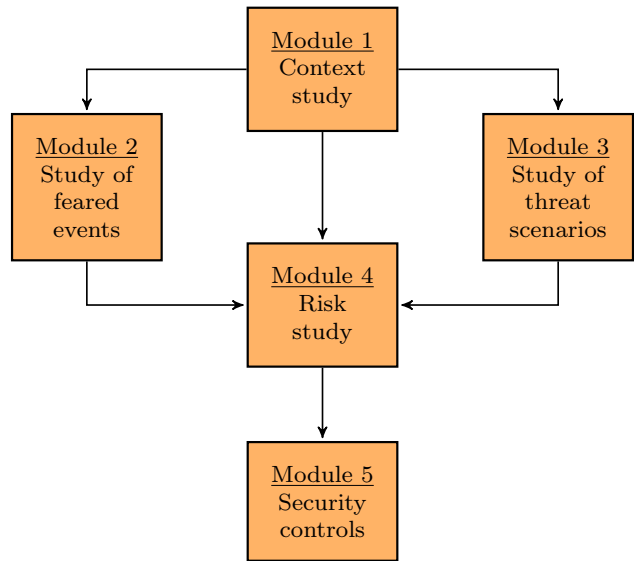 Module 1
Context
study
Module 2
Study of
feared
events
Module 3
Study of
threat
scenarios
Module 4
Risk
study
Module 5
Security
controls